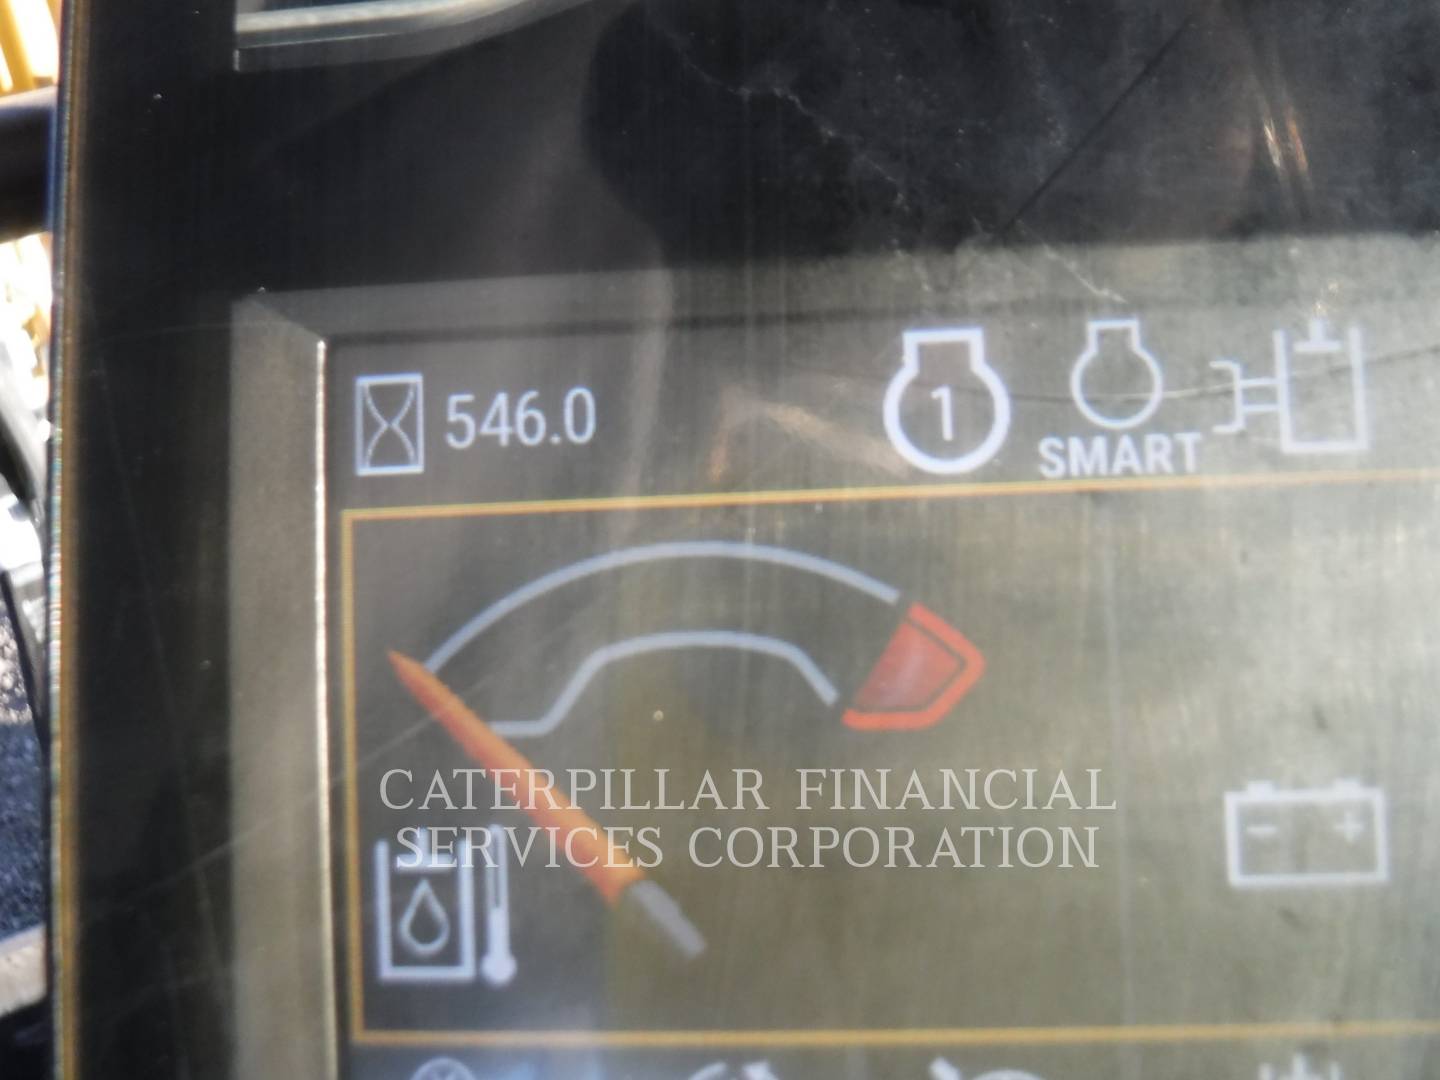 546.0
1
SMART
CATERPILLAR FINANCIAL
SERVICES CORPORATION
- +